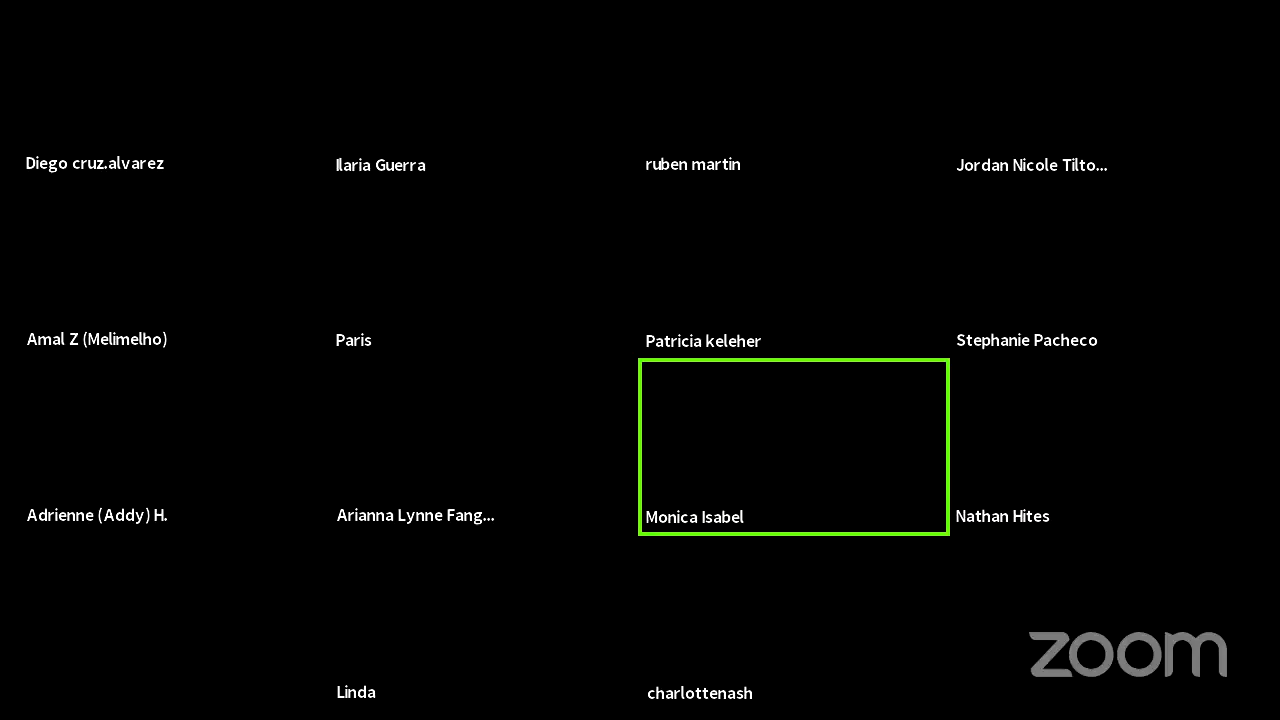 Diego cruz.alvarez
Ilaria Guerra
ruben martin
Jordan Nicole Tilto...
Amal Z (Melimelho)
Paris
Patricia keleher
Stephanie Pacheco
Adrienne (Addy) H.
Arianna Lynne Fang...
Monica Isabel
Nathan Hites
Linda
charlottenash
zoom